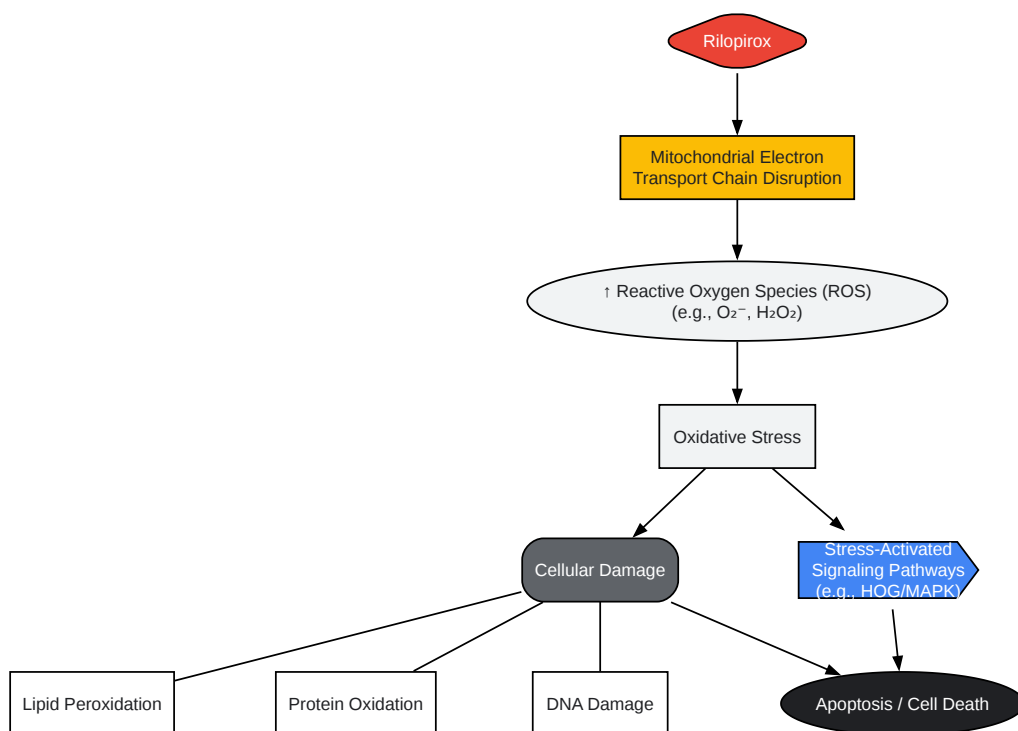 Rilopirox
Mitochondrial Electron
Transport Chain Disruption
↑ Reactive Oxygen Species (ROS)
(e.g., O₂⁻, H₂O₂)
Oxidative Stress
Cellular Damage
Stress-Activated
Signaling Pathways
(e.g., HOG/MAPK)
Lipid Peroxidation
Protein Oxidation
DNA Damage
Apoptosis / Cell Death